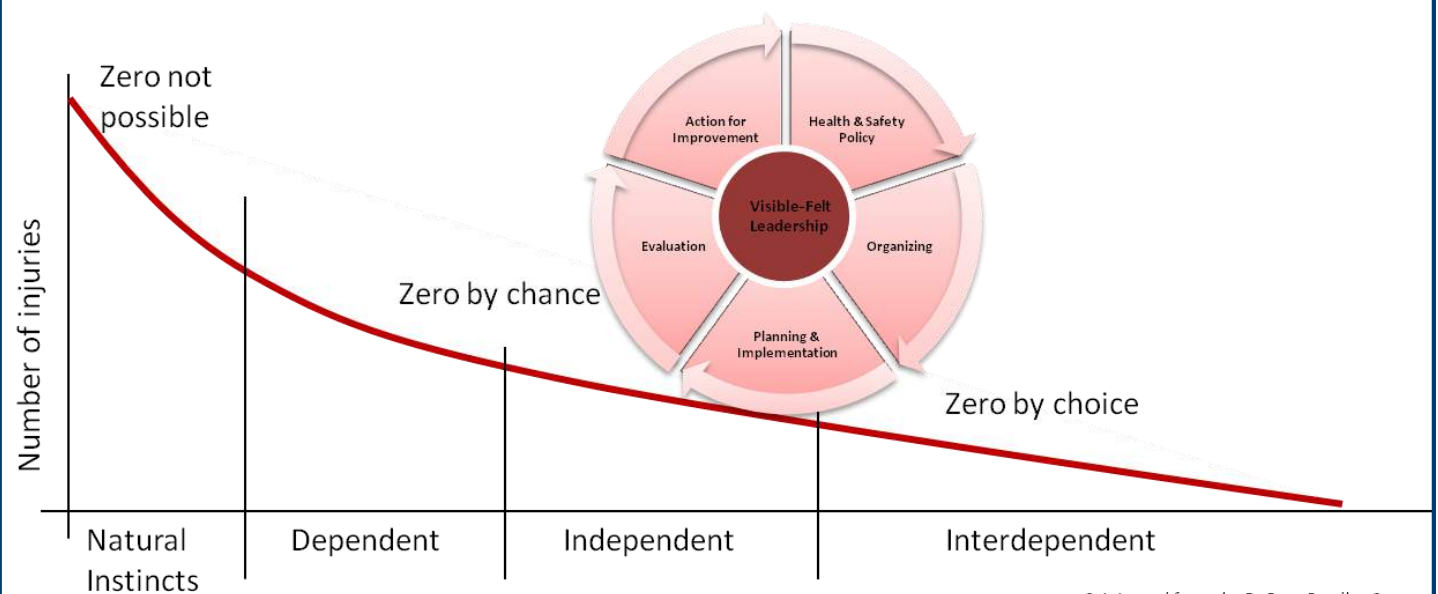 Zero not
possible
Action for
Improvement
Health & Safety
Policy
Visible-Felt
Leadership
Evaluation
Organizing
Zero by chance
Planning &
Implementation
Zero by choice
Number of injuries
Natural
Instincts
Dependent
Independent
Interdependent